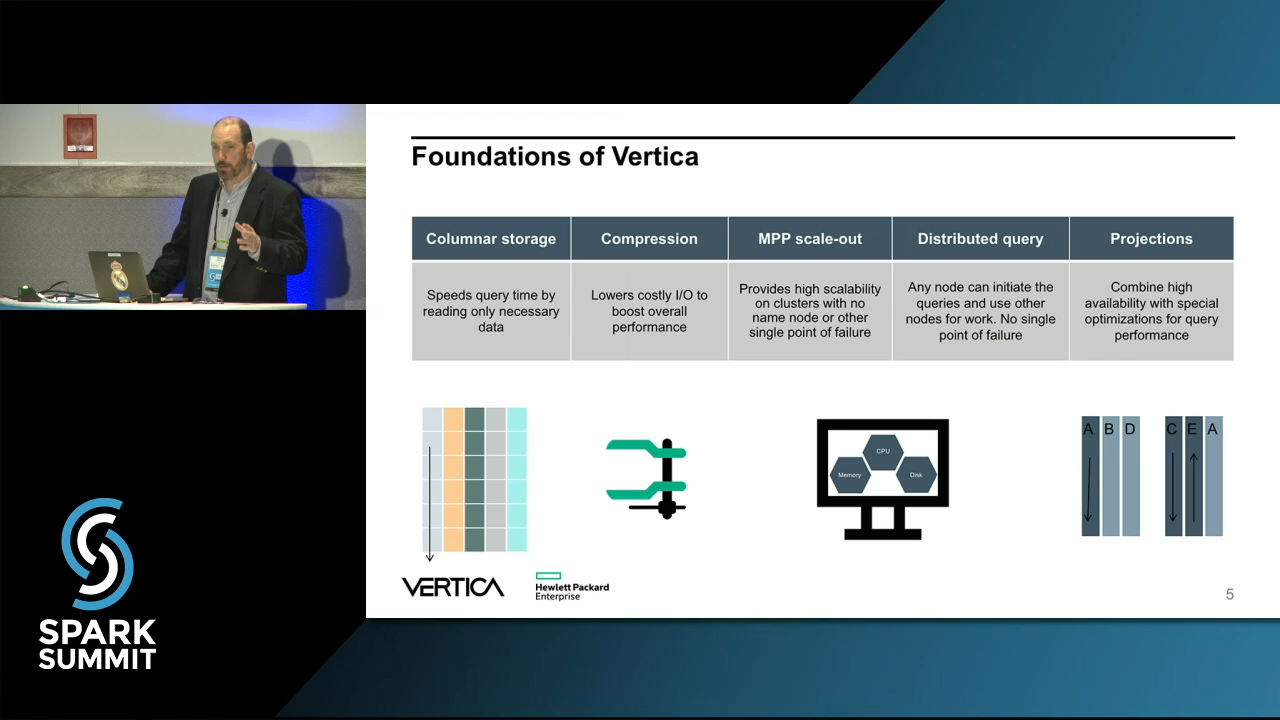 Foundations of Vertica
Columnar storage
Compression
MPP scale-out
Distributed query
Projections
Speeds query time by
reading only necessary
data
Lowers costly I/O to
boost overall
performance
Provides high scalability
on clusters with no
name node or other
single point of failure
Any node can initiate the
queries and use other
nodes for work. No single
point of failure
Combine high
availability with special
optimizations for query
performance
CPU
Memory
Disk
A B D C E A
VERTICA
Hewlett Packard
Enterprise
5
SPARK
SUMMIT